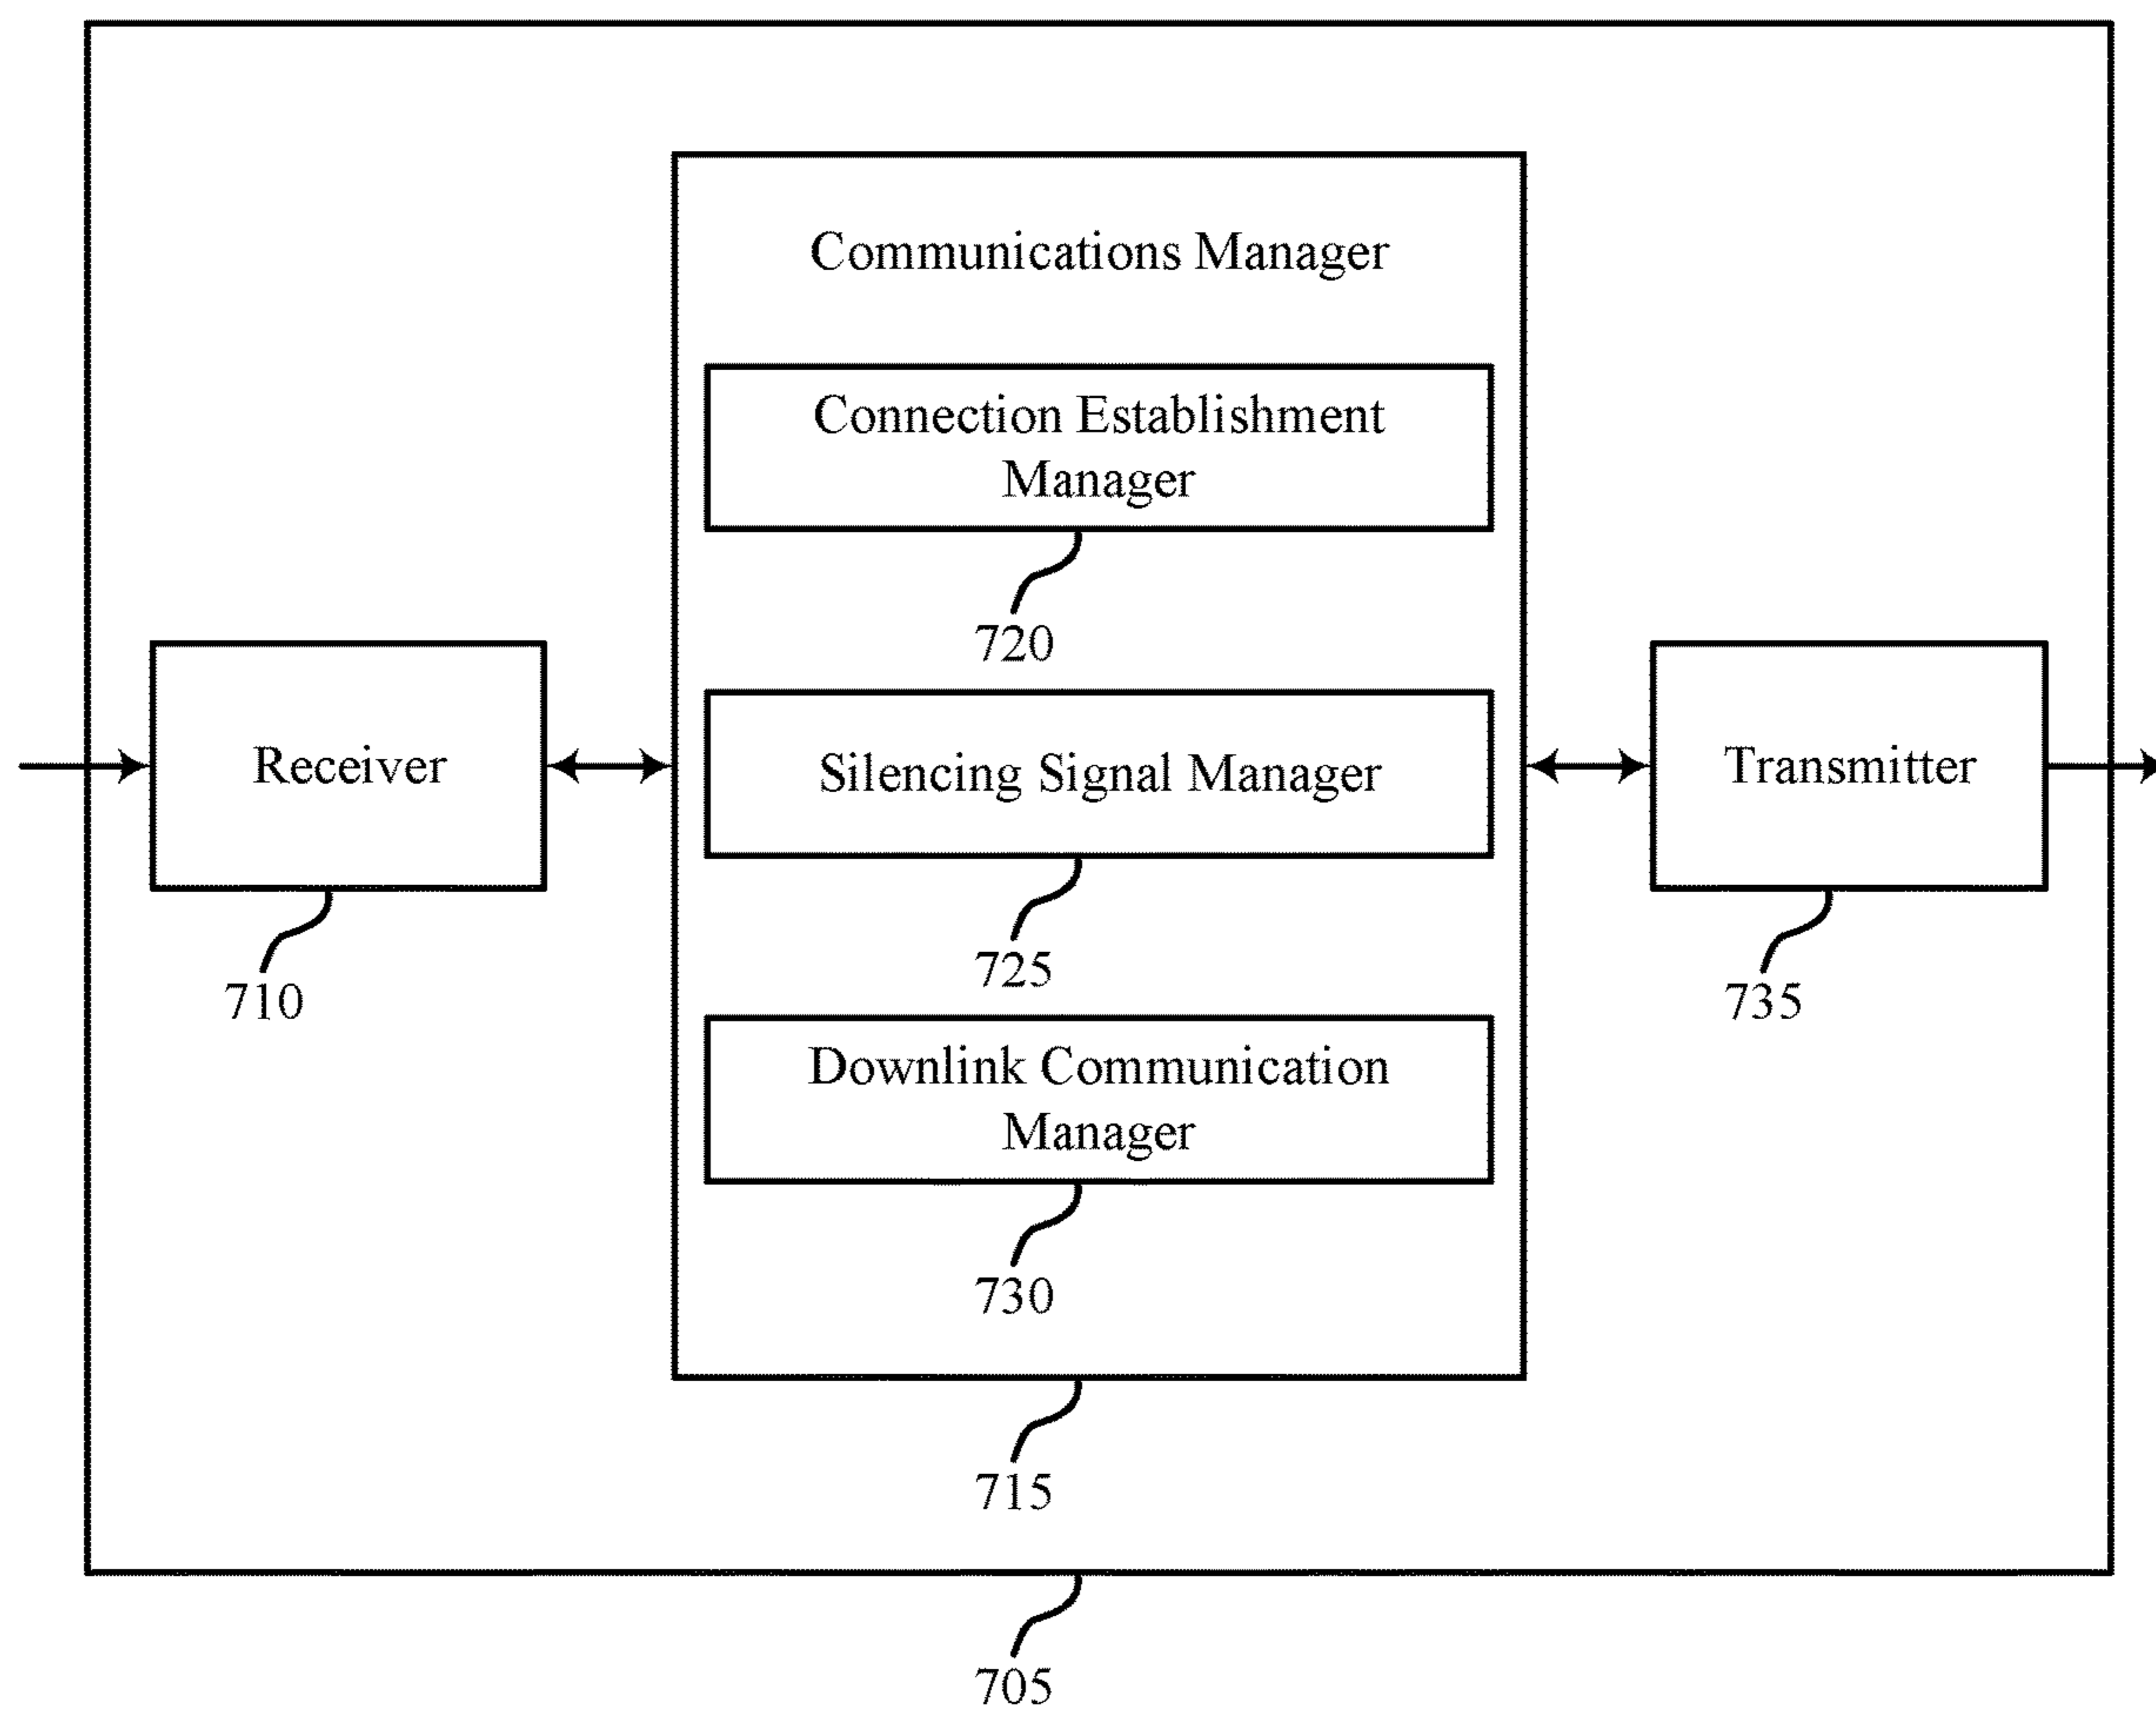 Communications Manager
Connection Establishment
Manager
720
Receiver
710
Silencing Signal Manager
725
Transmitter
735
Downlink Communication
Manager
730
715
705